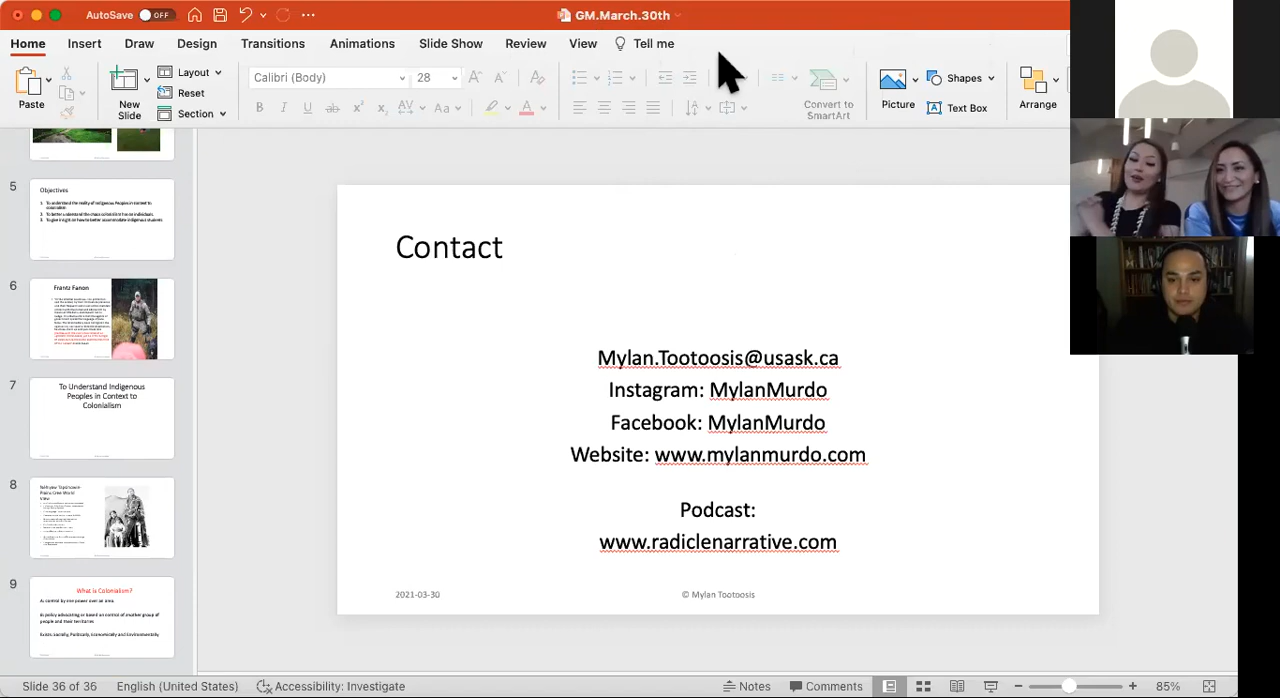 AutoSave OFF
GM.March.30th
Home Insert Draw Design Transitions Animations Slide Show Review View Tell me
Paste
New
Slide
Layout
Reset
Section
Calibri (Body) 28
Convert to
SmartArt
Picture
Shapes
Text Box
Arrange
5
Objectives
6
Frantz Fanon
7
To Understand Indigenous
Peoples in Context to
Colonialism
8
9
What is Colonialism?
Contact
Mylan.Tootoosis@usask.ca
Instagram: MylanMurdo
Facebook: MylanMurdo
Website: www.mylanmurdo.com
Podcast:
www.radiclenarrative.com
2021-03-30
© Mylan Tootoosis
Slide 36 of 36 English (United States) Accessibility: Investigate Notes Comments 85%